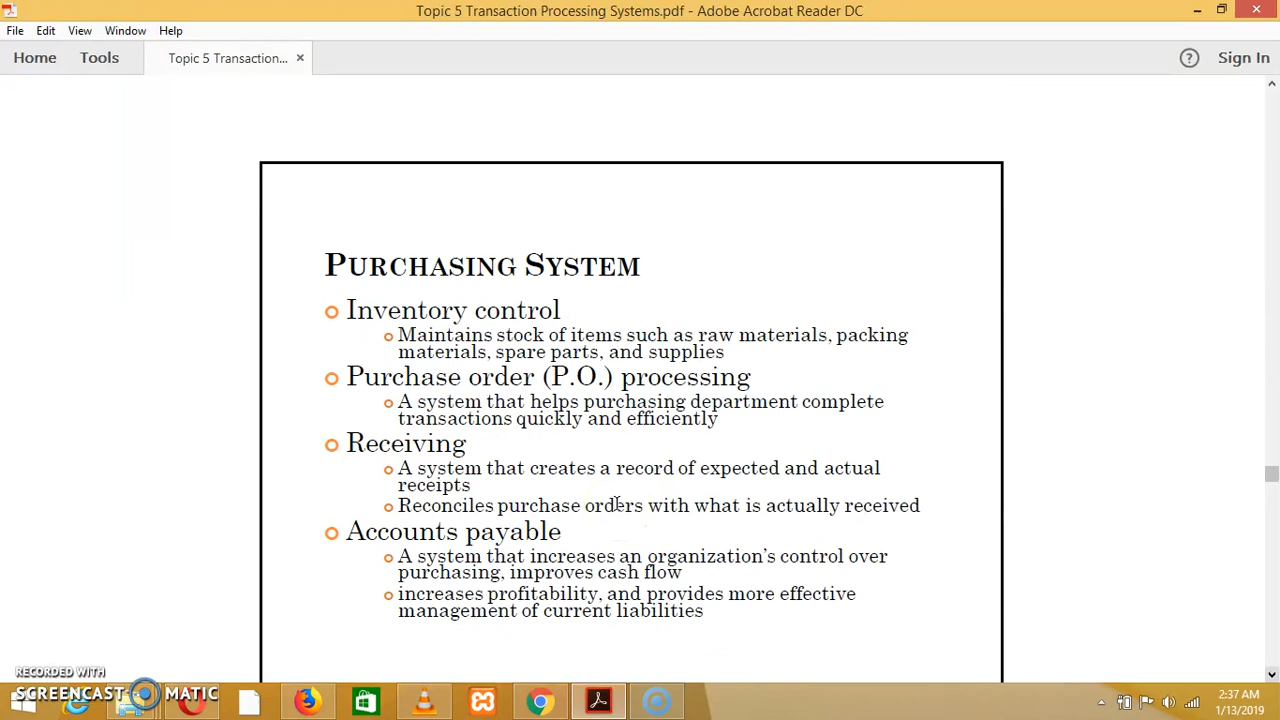 Topic 5 Transaction Processing Systems.pdf - Adobe Acrobat Reader DC
File Edit View Window Help
Home Tools Topic 5 Transaction... × ? Sign In
PURCHASING SYSTEM
Inventory control
Maintains stock of items such as raw materials, packing
materials, spare parts, and supplies
Purchase order (P.O.) processing
A system that helps purchasing department complete
transactions quickly and efficiently
Receiving
A system that creates a record of expected and actual
receipts
Reconciles purchase orders with what is actually received
Accounts payable
A system that increases an organization's control over
purchasing, improves cash flow
increases profitability, and provides more effective
management of current liabilities
RECORDED WITH
SCREENCAST MATIC
2:37 AM
1/13/2019